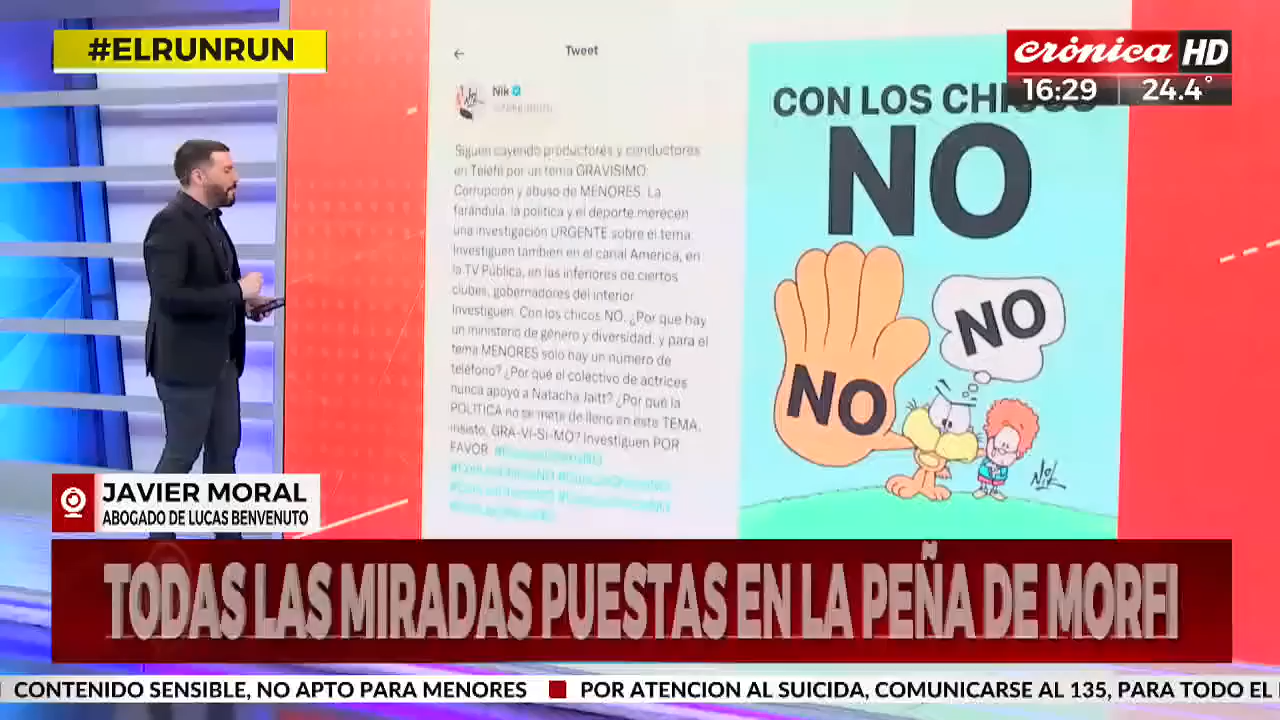 #ELRUNRUN
Tweet
crónica HD
16:29 24.4°
Nik
Siguen cayendo productores y conductores
en Telefé por un tema GRAVISIMO:
Corrupción y abuso de MENORES. La
farándula, la política y el deporte merecen
una investigación URGENTE sobre el tema.
Investiguen también en el canal América, en
la TV Pública, en las inferiores de ciertos
clubes, gobernadores del interior
Investiguen. Con los chicos NO. ¿Por que hay
un ministerio de género y diversidad, y para el
tema MENORES solo hay un número de
teléfono? ¿Por qué el colectivo de actrices
nunca apoyo a Natacha Jaitt? ¿Por qué la
POLITICA no se mete de lleno en este TEMA,
insisto, GRA-VI-SI-MO? Investiguen POR
FAVOR
CON LOS CHICOS
NO
NO
NO
Nik
JAVIER MORAL
ABOGADO DE LUCAS BENVENUTO
TODAS LAS MIRADAS PUESTAS EN LA PEÑA DE MORFI
CONTENIDO SENSIBLE, NO APTO PARA MENORES POR ATENCION AL SUICIDA, COMUNICARSE AL 135, PARA TODO EL